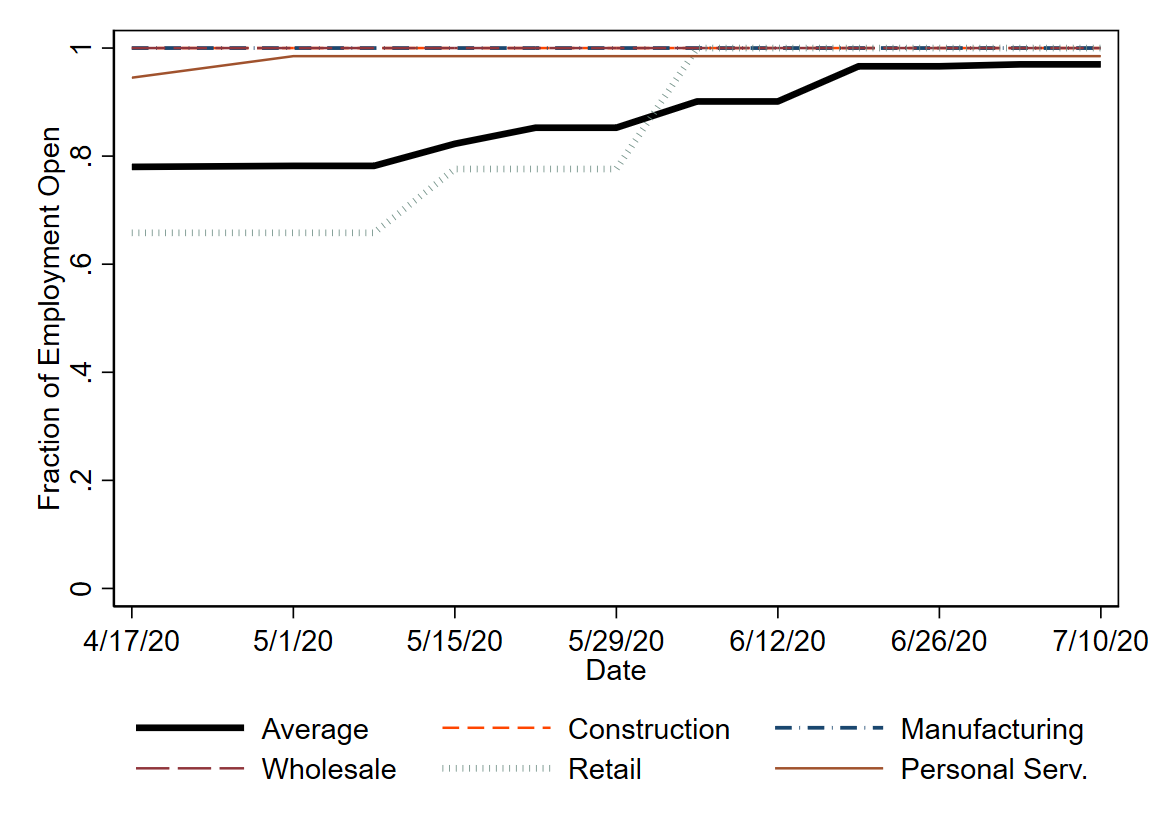 Fraction of Employment Open
1
.8
.6
.4
.2
0
4/17/20 5/1/20 5/15/20 5/29/20 6/12/20 6/26/20 7/10/20
Date
Average Construction Manufacturing
Wholesale Retail Personal Serv.